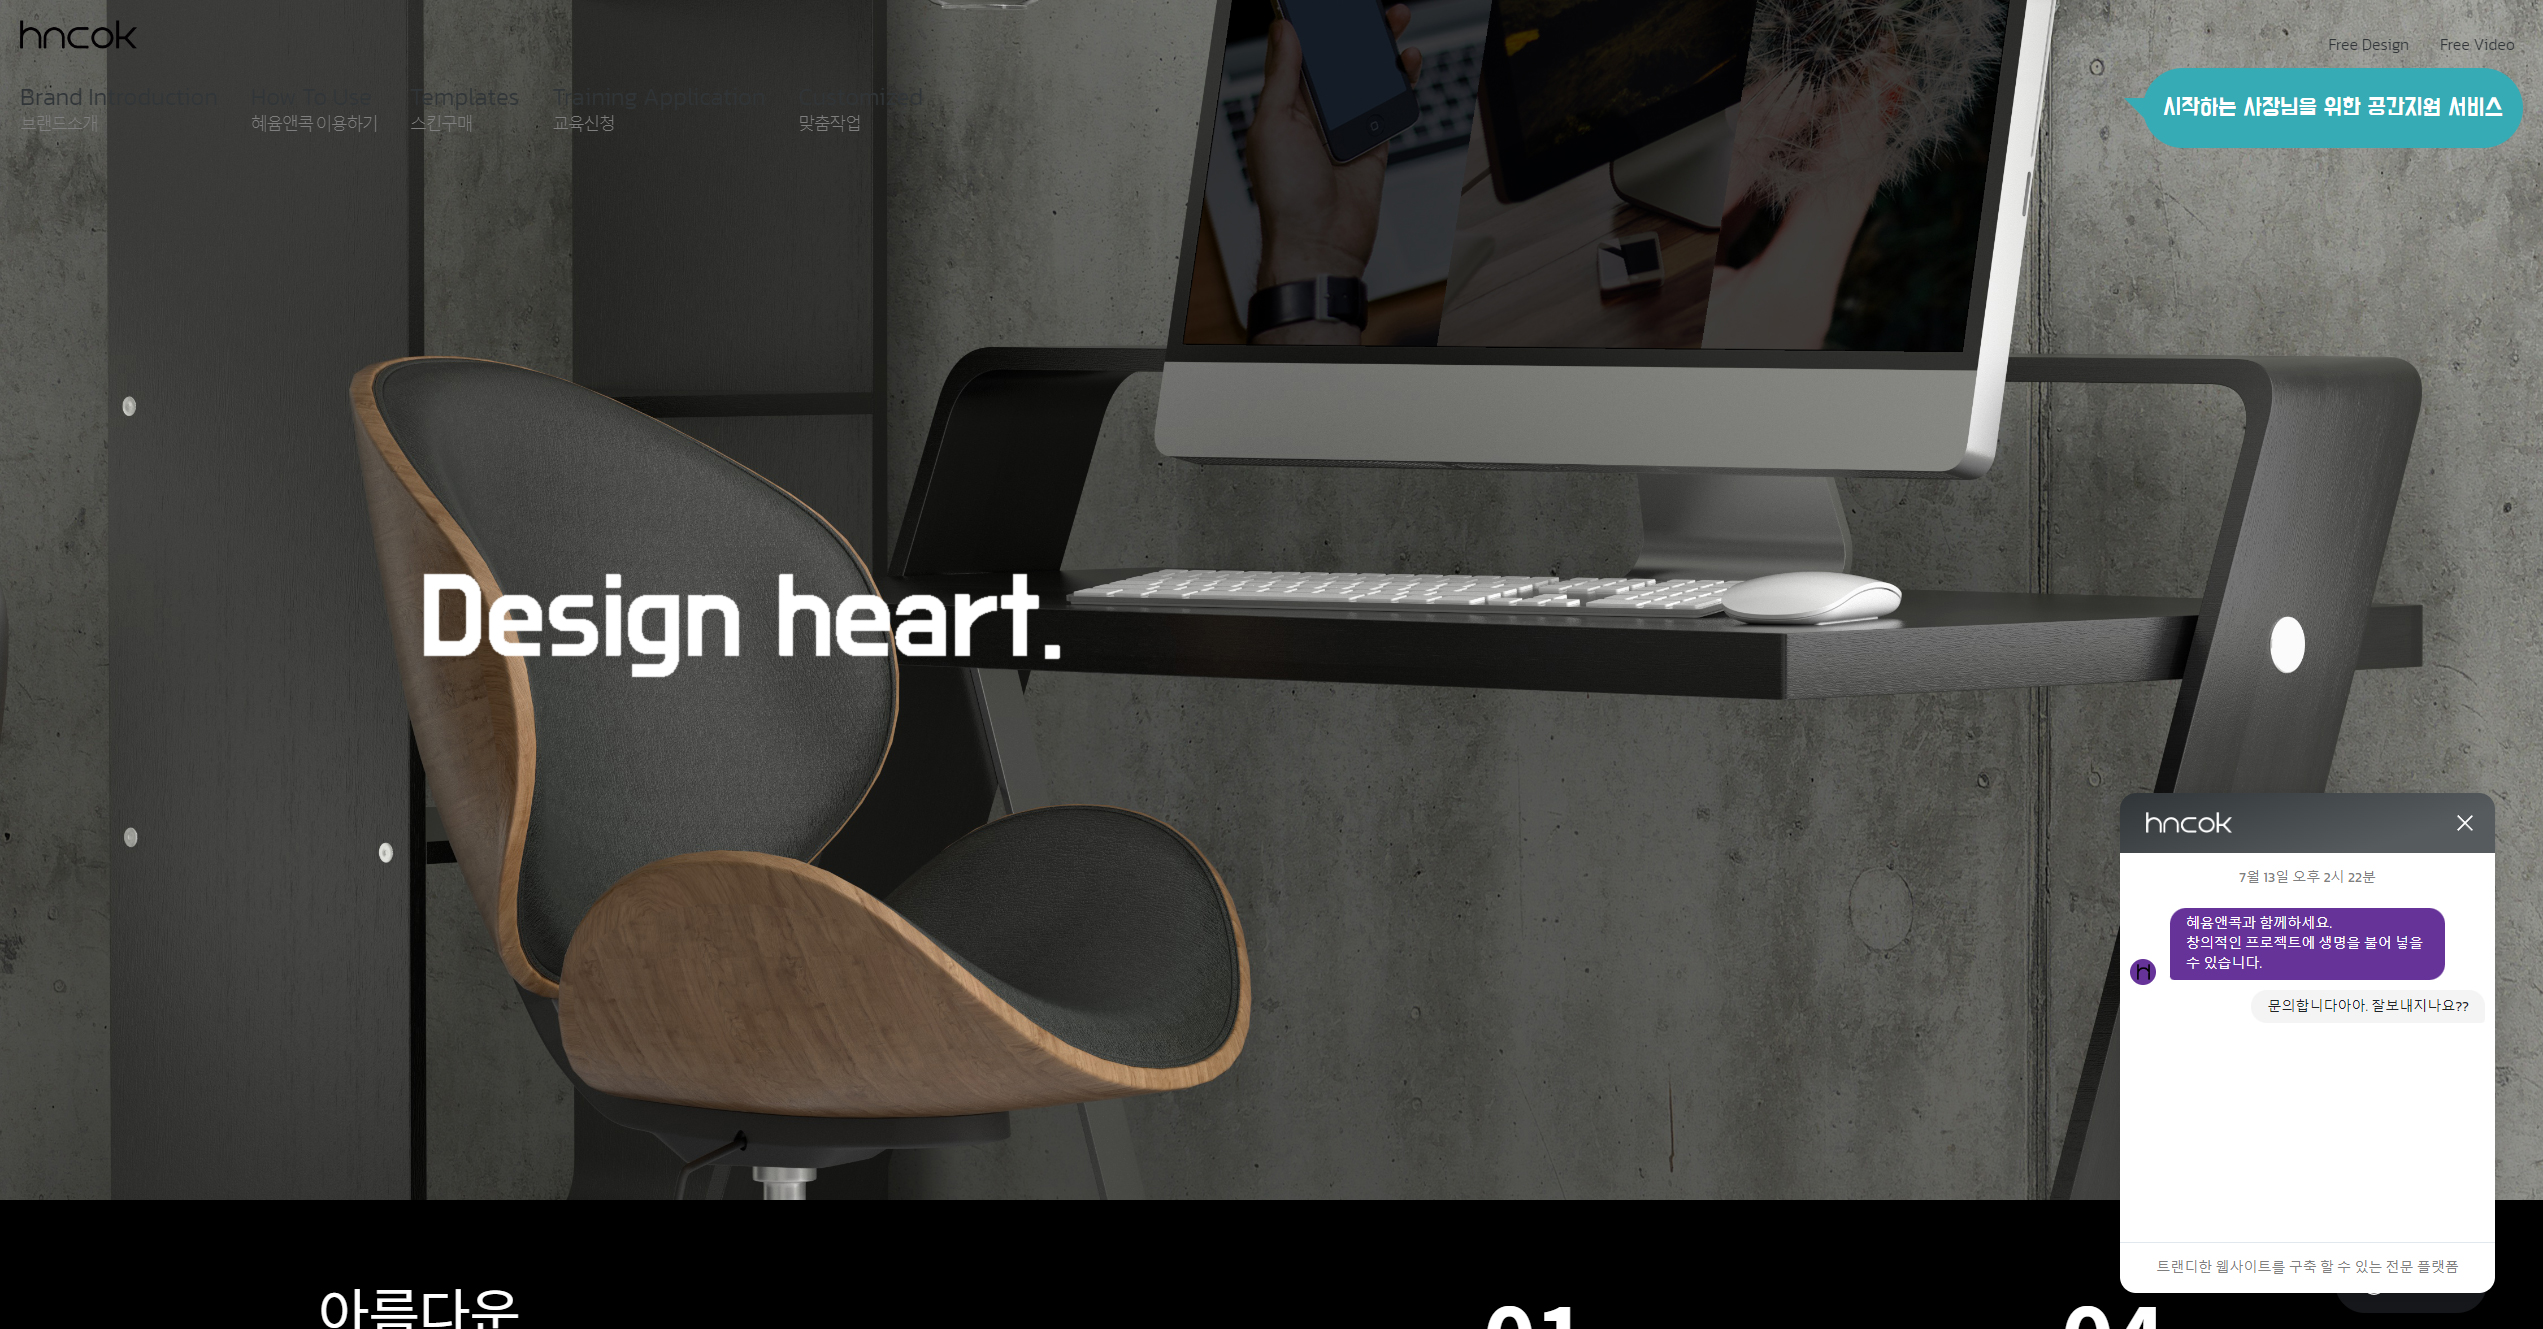 hncok
Free Design
Free Video
Brand Introduction
How To Use
Templates
Training Application
Customized
브랜드소개
혜윰앤콕 이용하기
스킨구매
교육신청
맞춤작업
시작하는 사장님을 위한 공간지원 서비스
Design heart.
hncok
7월 13일 오후 2시 22분
혜윰앤콕과 함께하세요.
창의적인 프로젝트에 생명을 불어 넣을
수 있습니다.
문의합니다아아. 잘보내지나요??
트랜디한 웹사이트를 구축 할 수 있는 전문 플랫폼
아름다운
01
04